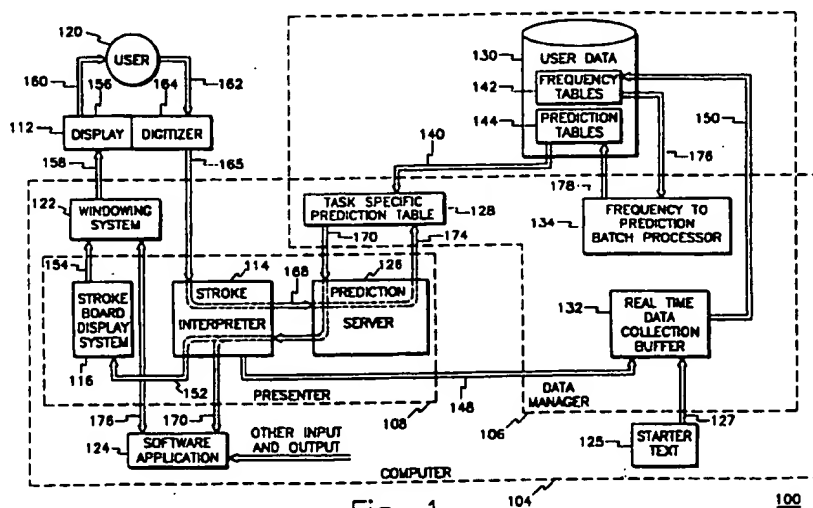 120
USER
160
156
164
162
112
DISPLAY
DIGITIZER
158
165
122
WINDOWING
SYSTEM
154
STROKE
BOARD
DISPLAY
SYSTEM
116
114
STROKE
INTERPRETER
168
126
PREDICTION
SERVER
170
174
TASK SPECIFIC
PREDICTION TABLE
128
140
130
USER DATA
142
FREQUENCY
TABLES
144
PREDICTION
TABLES
150
176
178
134
FREQUENCY TO
PREDICTION
BATCH PROCESSOR
132
REAL TIME
DATA
COLLECTION
BUFFER
152
148
PRESENTER
108
DATA
MANAGER
106
127
125
STARTER
TEXT
176
170
124
SOFTWARE
APPLICATION
OTHER INPUT
AND OUTPUT
COMPUTER
104
100
Fig. 1